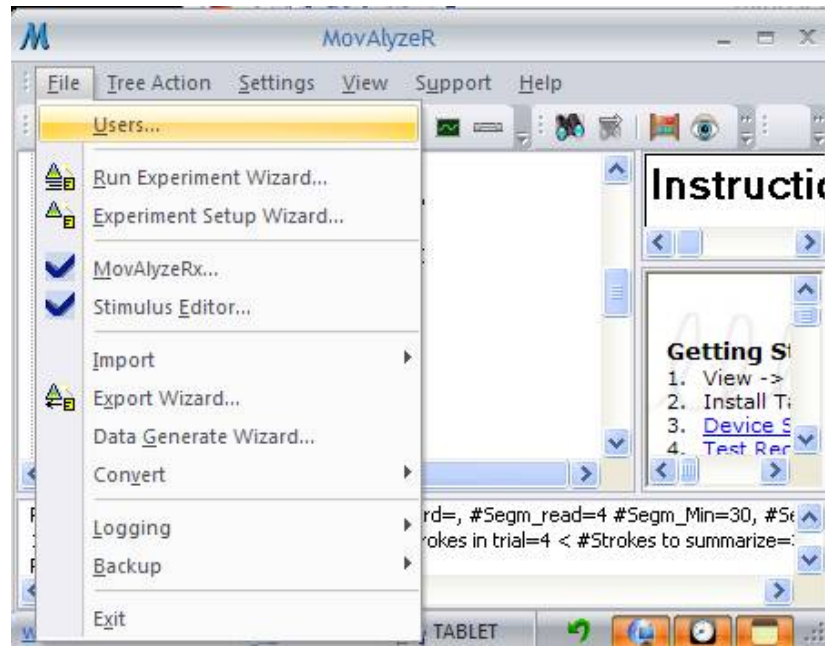 MovAlyzeR
File Tree Action Settings View Support Help
Users...
Run Experiment Wizard...
Experiment Setup Wizard...
MovAlyzeRx...
Stimulus Editor...
Import
Export Wizard...
Data Generate Wizard...
Convert
Logging
Backup
Exit
Instructi
Getting St
1. View ->
2. Install Ta
3. Device S
4. Test Rec
rd=, #Segm_read=4 #Segm_Min=30, #Se
rokes in trial=4 < #Strokes to summarize=
TABLET